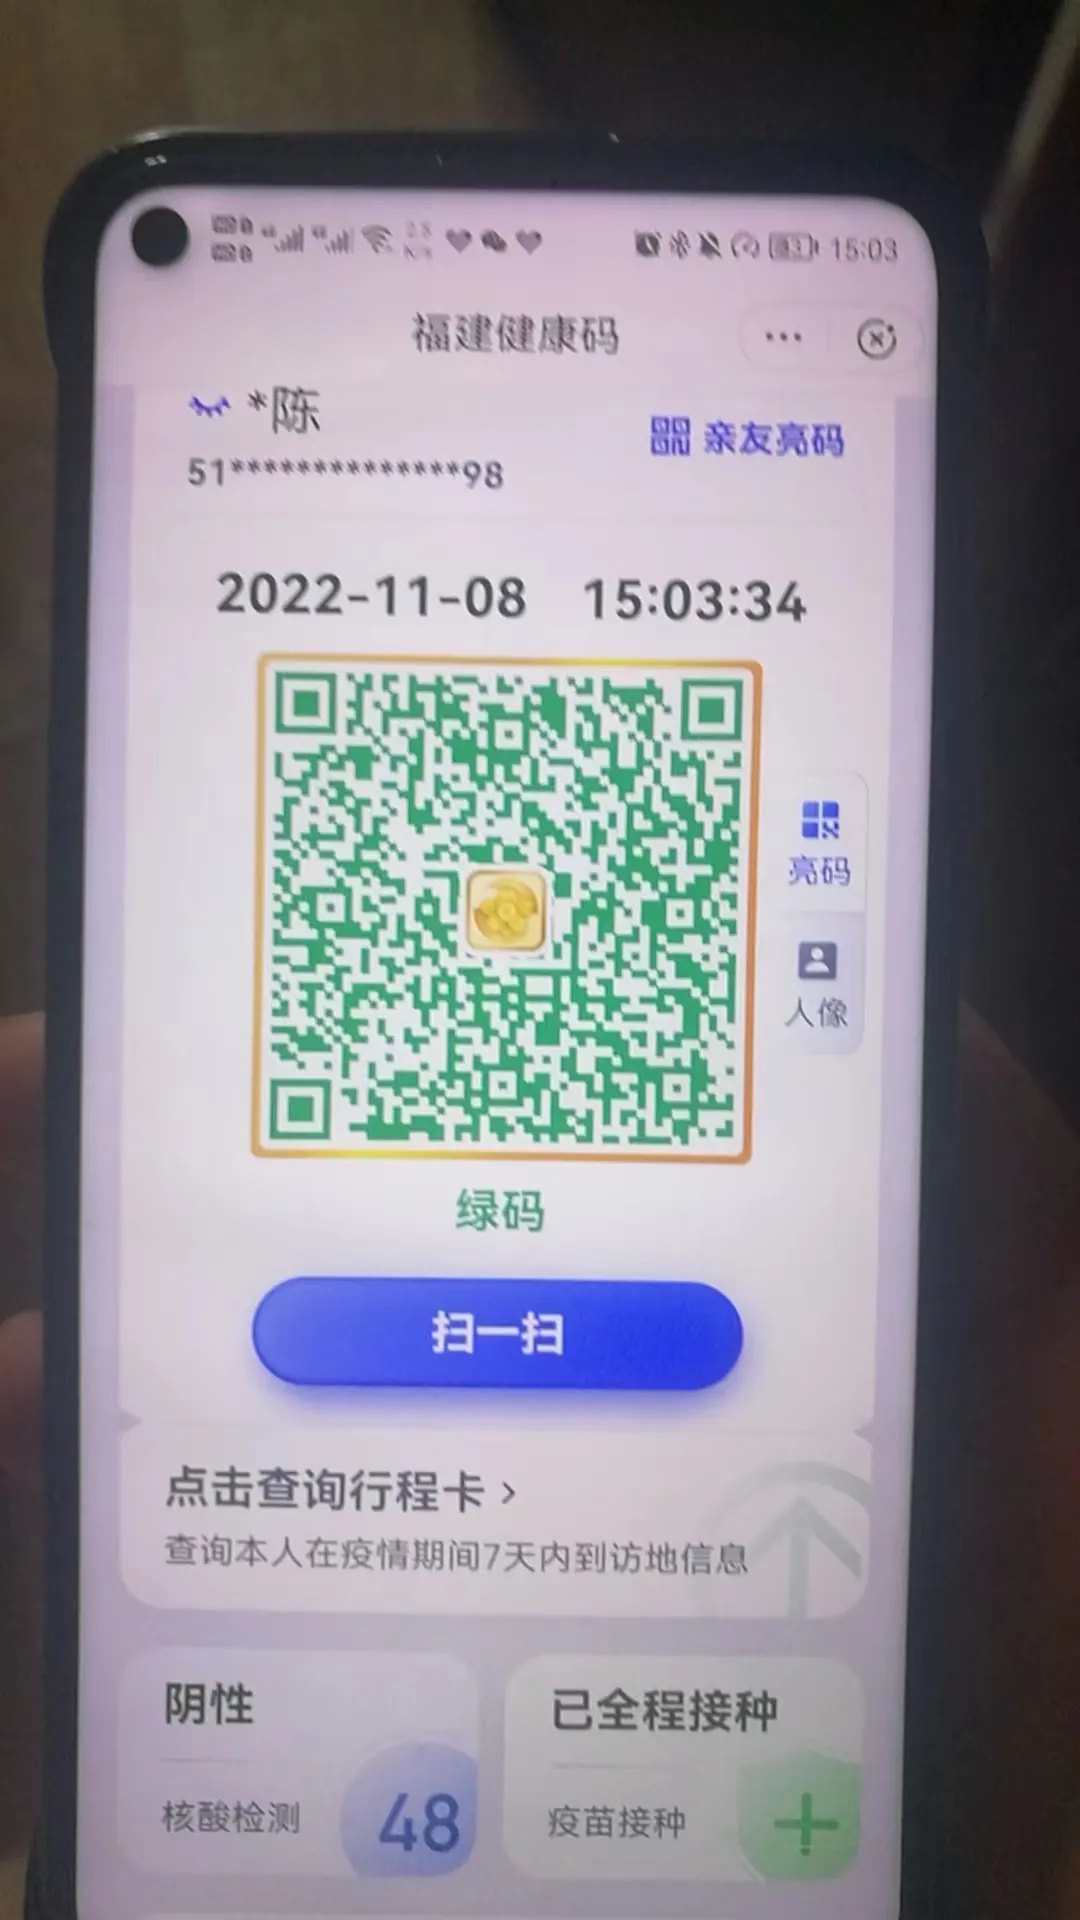 15:03
福建健康码
*陈
亲友亮码
51**************98
2022-11-08 15:03:34
亮码
人像
绿码
扫一扫
点击查询行程卡 >
查询本人在疫情期间7天内到访地信息
阴性
已全程接种
核酸检测
48
疫苗接种